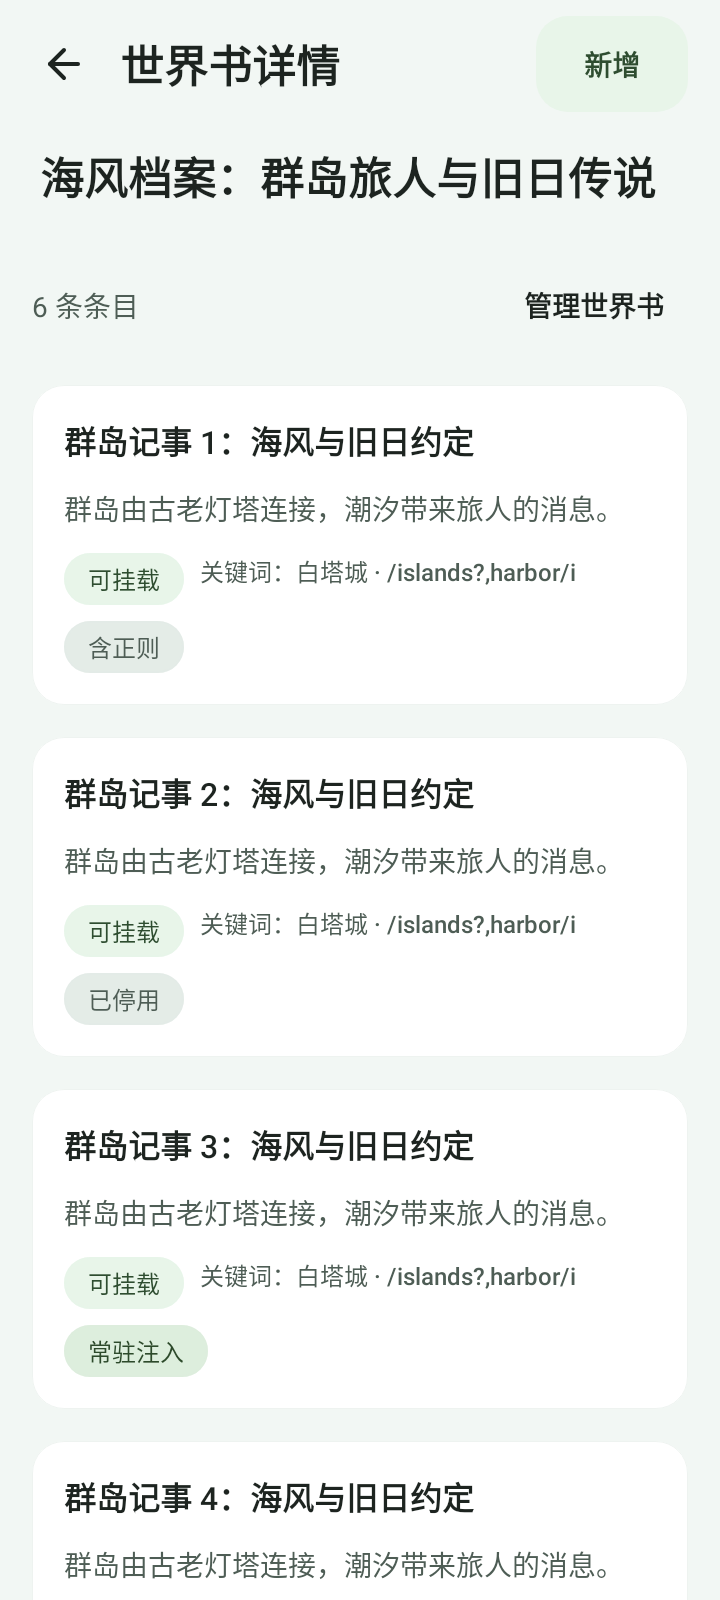 世界书详情
新增
海风档案：群岛旅人与旧日传说
6 条条目
管理世界书
群岛记事 1：海风与旧日约定
群岛由古老灯塔连接，潮汐带来旅人的消息。
可挂载 关键词：白塔城 · /islands?,harbor/i
含正则
群岛记事 2：海风与旧日约定
群岛由古老灯塔连接，潮汐带来旅人的消息。
可挂载 关键词：白塔城 · /islands?,harbor/i
已停用
群岛记事 3：海风与旧日约定
群岛由古老灯塔连接，潮汐带来旅人的消息。
可挂载 关键词：白塔城 · /islands?,harbor/i
常驻注入
群岛记事 4：海风与旧日约定
群岛由古老灯塔连接，潮汐带来旅人的消息。